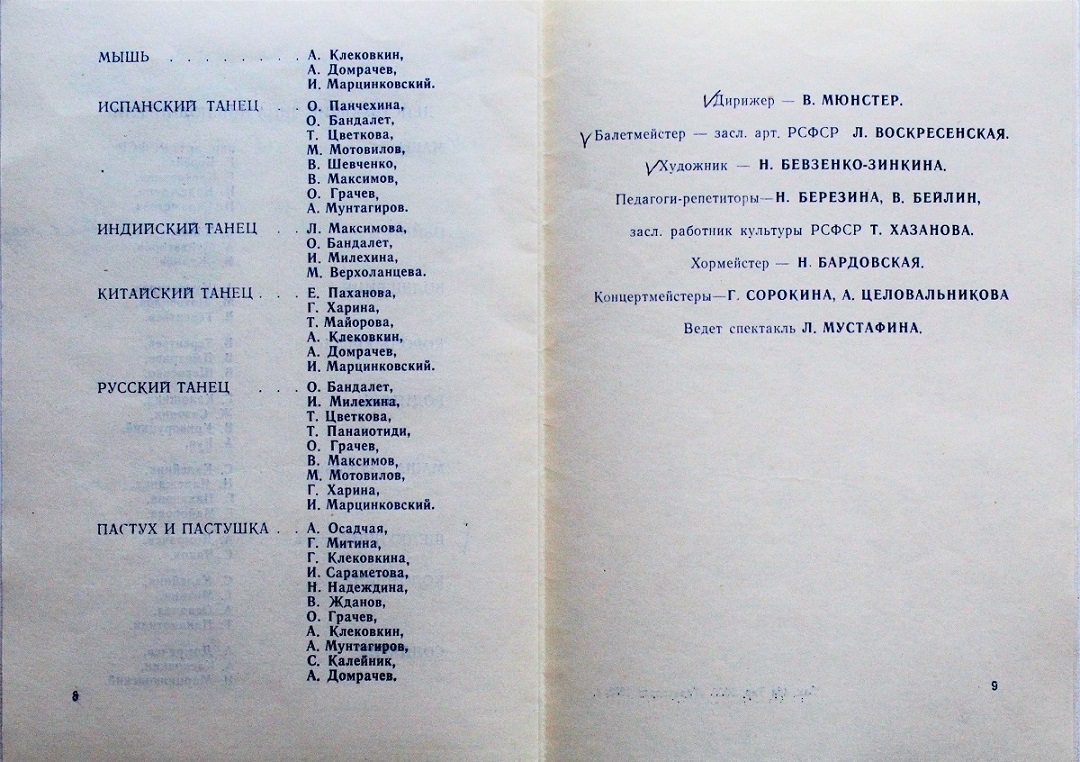 МЫШЬ . . . . . . . . А. Клековкин,
А. Домрачев,
И. Марцинковский.
ИСПАНСКИЙ ТАНЕЦ . . О. Панчехина,
О. Бандалет,
Т. Цветкова,
М. Мотовилов,
В. Шевченко,
В. Максимов,
О. Грачев,
А. Мунтагиров.
ИНДИЙСКИЙ ТАНЕЦ . . Л. Максимова,
О. Бандалет,
И. Милехина,
М. Верхоланцева.
КИТАЙСКИЙ ТАНЕЦ . . . Е. Паханова,
Г. Харина,
Т. Майорова,
А. Клековкин,
А. Домрачев,
И. Марцинковский.
РУССКИЙ ТАНЕЦ . . . О. Бандалет,
И. Милехина,
Т. Цветкова,
Т. Панаиотиди,
О. Грачев,
В. Максимов,
М. Мотовилов,
Г. Харина,
И. Марцинковский.
ПАСТУХ И ПАСТУШКА . . А. Осадчая,
Г. Митина,
Г. Клековкина,
И. Сараметова,
Н. Надеждина,
В. Жданов,
О. Грачев,
А. Клековкин,
А. Мунтагиров,
С. Калейник,
А. Домрачев.
8
Дирижер — В. МЮНСТЕР.
Балетмейстер — засл. арт. РСФСР Л. ВОСКРЕСЕНСКАЯ.
Художник — Н. БЕВЗЕНКО-ЗИНКИНА.
Педагоги-репетиторы—Н. БЕРЕЗИНА, В. БЕЙЛИН,
засл. работник культуры РСФСР Т. ХАЗАНОВА.
Хормейстер — Н. БАРДОВСКАЯ.
Концертмейстеры—Г. СОРОКИНА, А. ЦЕЛОВАЛЬНИКОВА
Ведет спектакль Л. МУСТАФИНА.
9